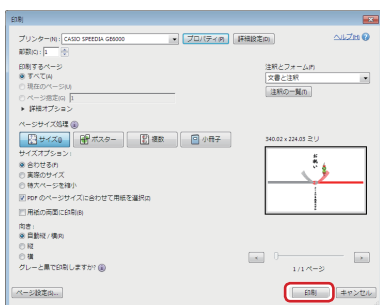 印刷
プリンター(N): CASIO SPEEDIA GE6000 プロパティ(P) 詳細設定(D) ヘルプ(H)
部数(C): 1
印刷するページ
すべて(A)
現在のページ(U)
ページ指定(G) 1
詳細オプション
注釈とフォーム(M)
文書と注釈
注釈の一覧(T)
ページサイズ処理
サイズ(I) ポスター 複数 小冊子
サイズオプション:
合わせる(F)
実際のサイズ
特大ページを縮小
PDF のページサイズに合わせて用紙を選択(Z)
用紙の両面に印刷(B)
向き:
自動縦 / 横(R)
縦
横
グレーと黒で印刷しますか?
540.02 x 224.03 ミリ
お祝い
1 / 1 ページ
ページ設定(S)... 印刷 キャンセル